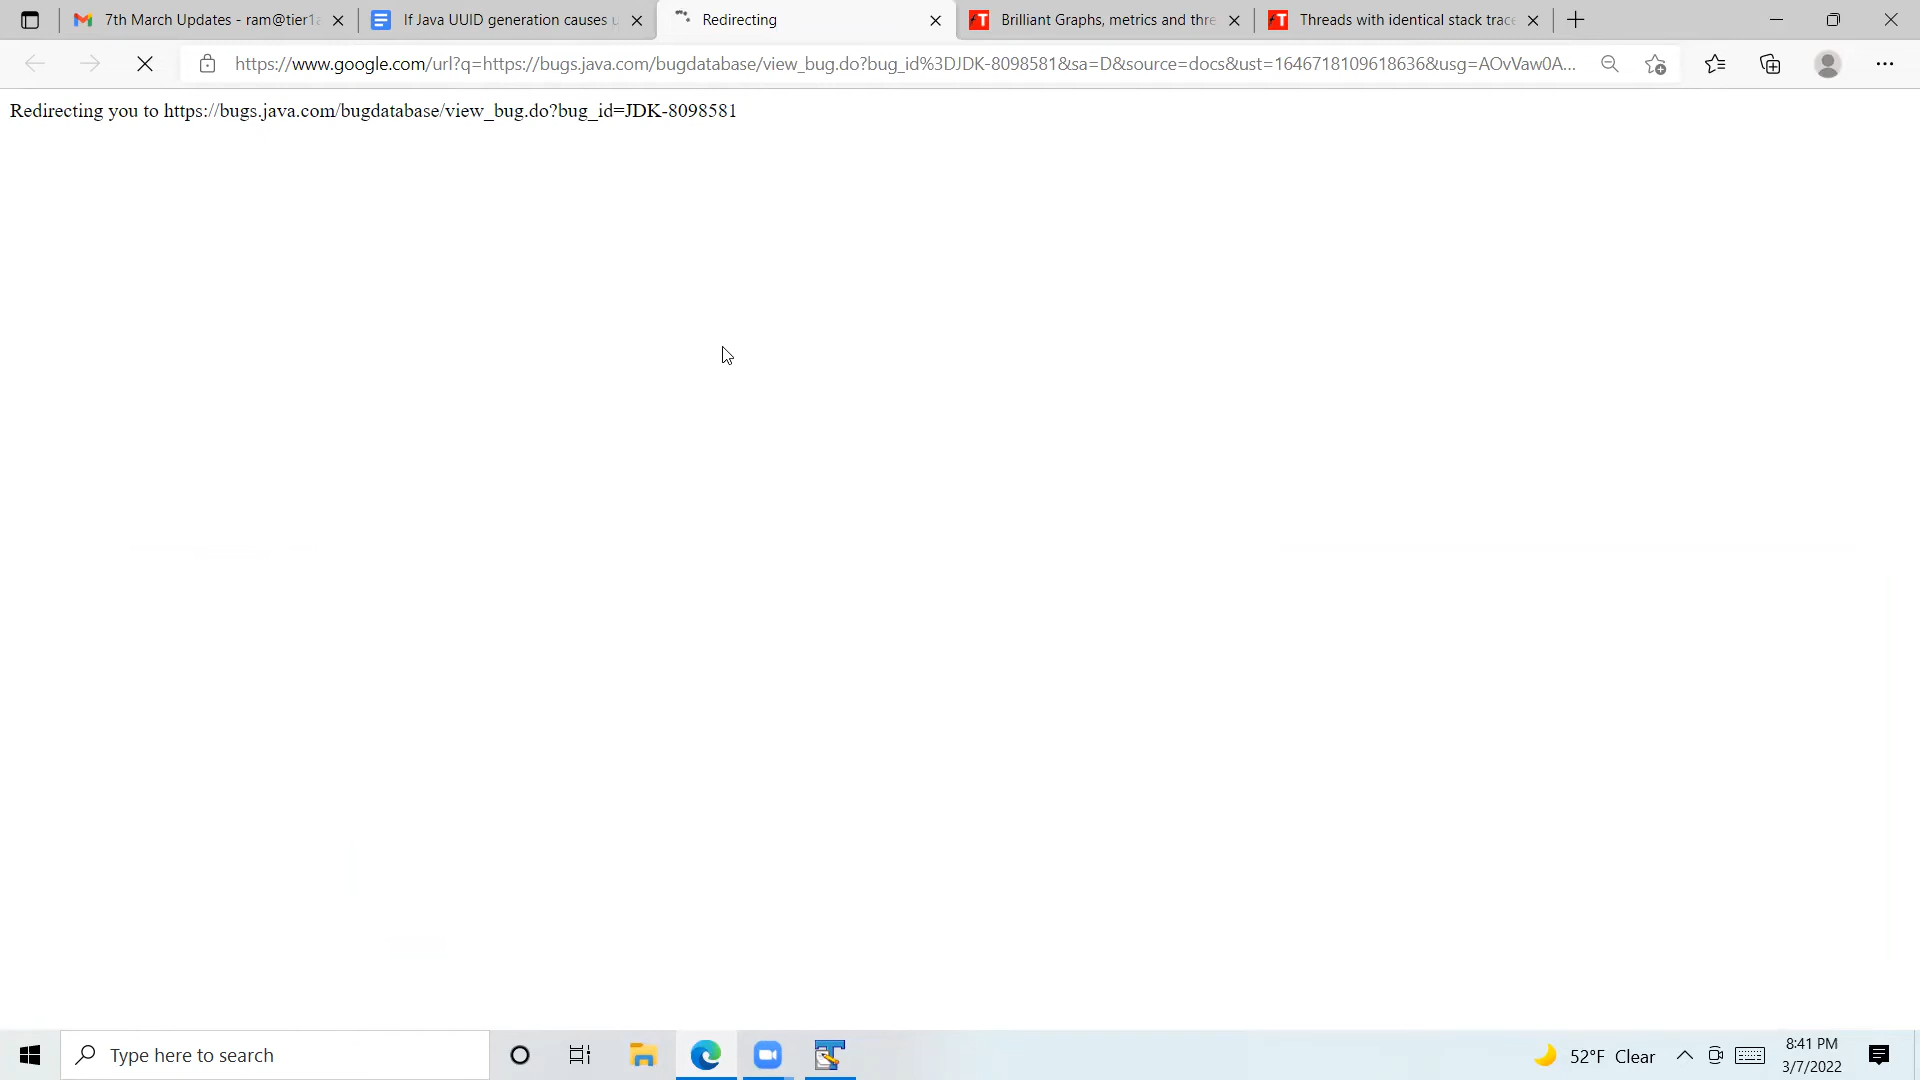 7th March Updates - ram@tier1a
If Java UUID generation causes u
Redirecting
Brilliant Graphs, metrics and thre
Threads with identical stack trace
https://www.google.com/url?q=https://bugs.java.com/bugdatabase/view_bug.do?bug_id%3DJDK-8098581&sa=D&source=docs&ust=1646718109618636&usg=AOvVaw0A...
Redirecting you to https://bugs.java.com/bugdatabase/view_bug.do?bug_id=JDK-8098581
Type here to search
52°F Clear
8:41 PM
3/7/2022